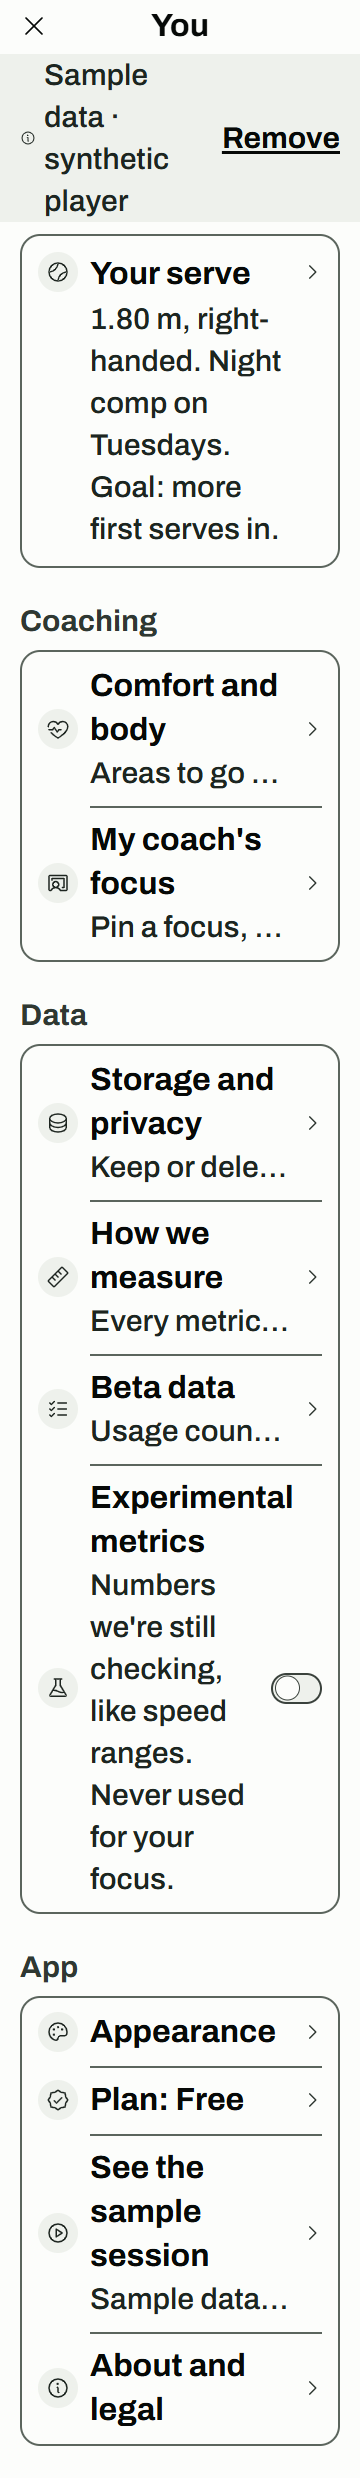 You
Sample
data ·
synthetic
player
Remove
Your serve
1.80 m, right-
handed. Night
comp on
Tuesdays.
Goal: more
first serves in.
Coaching
Comfort and
body
Areas to go ...
My coach's
focus
Pin a focus, ...
Data
Storage and
privacy
Keep or dele...
How we
measure
Every metric...
Beta data
Usage coun...
Experimental
metrics
Numbers
we're still
checking,
like speed
ranges.
Never used
for your
focus.
App
Appearance
Plan: Free
See the
sample
session
Sample data...
About and
legal